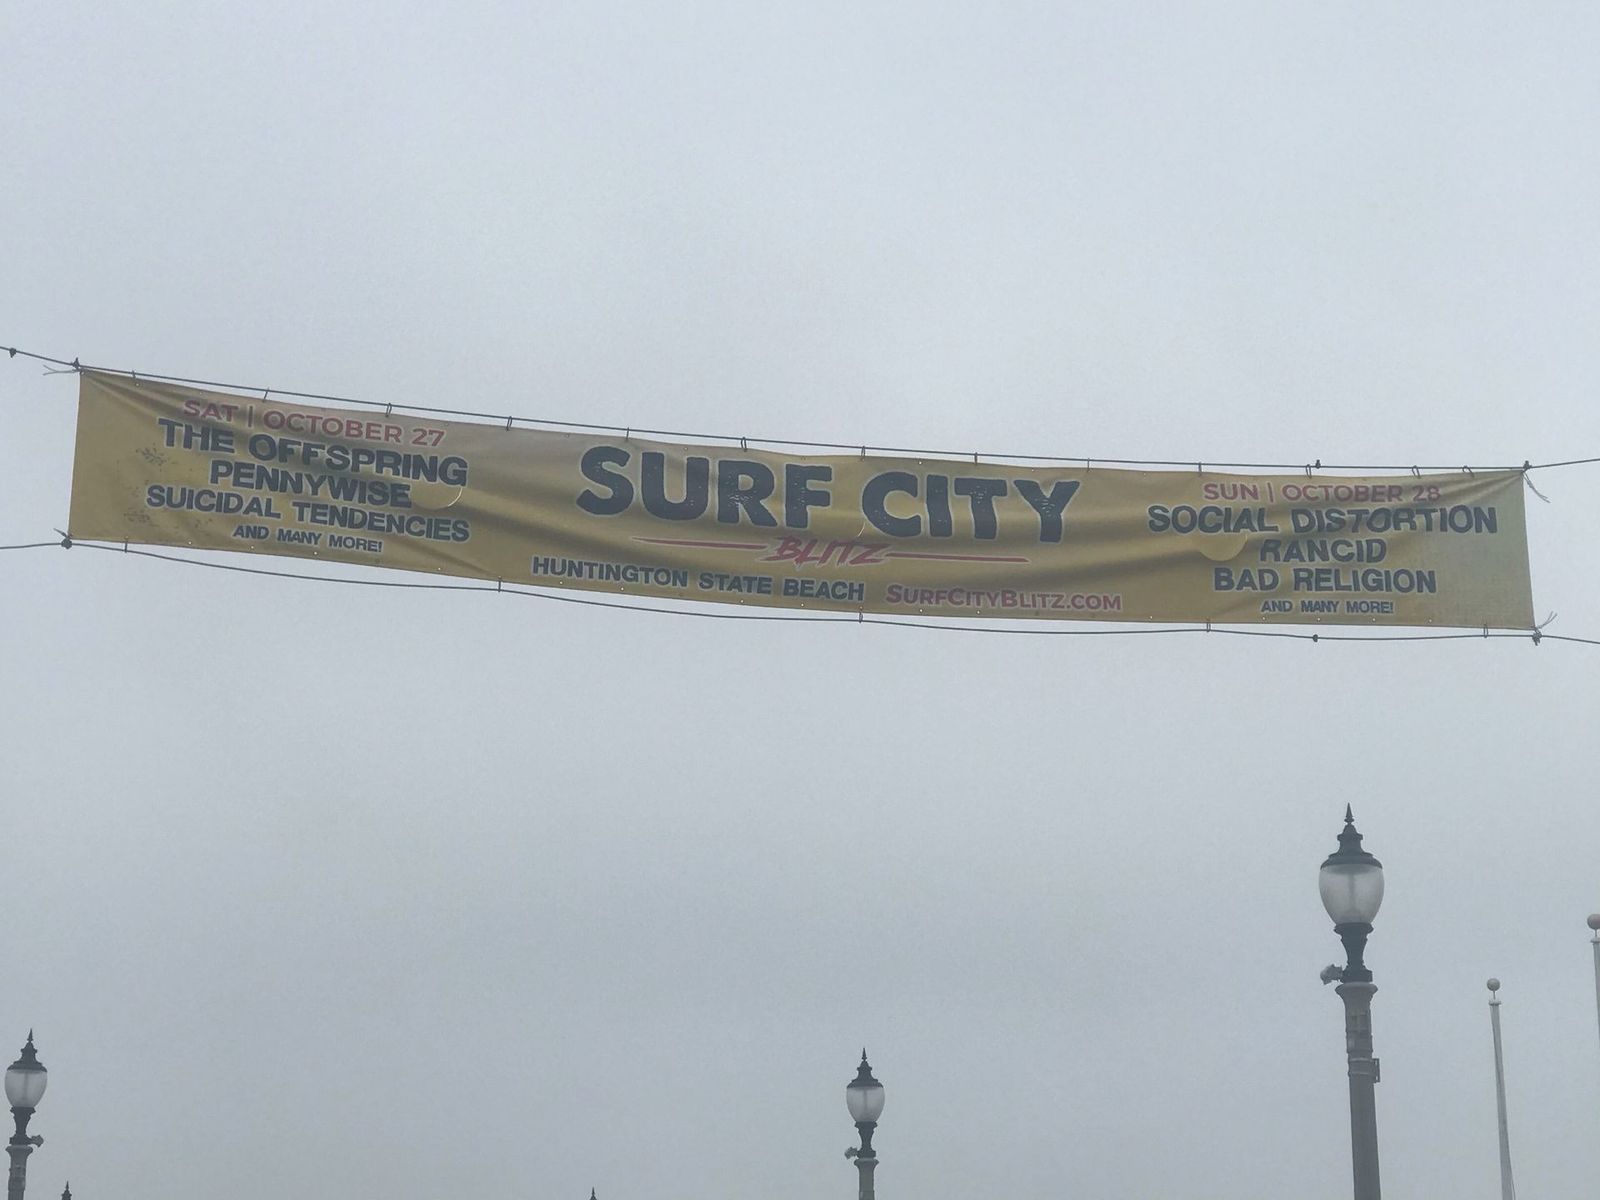 SAT | OCTOBER 27
THE OFFSPRING
PENNYWISE
SUICIDAL TENDENCIES
AND MANY MORE!
SURF CITY
BLITZ
HUNTINGTON STATE BEACH SURFCITYBLITZ.COM
SUN | OCTOBER 28
SOCIAL DISTORTION
RANCID
BAD RELIGION
AND MANY MORE!